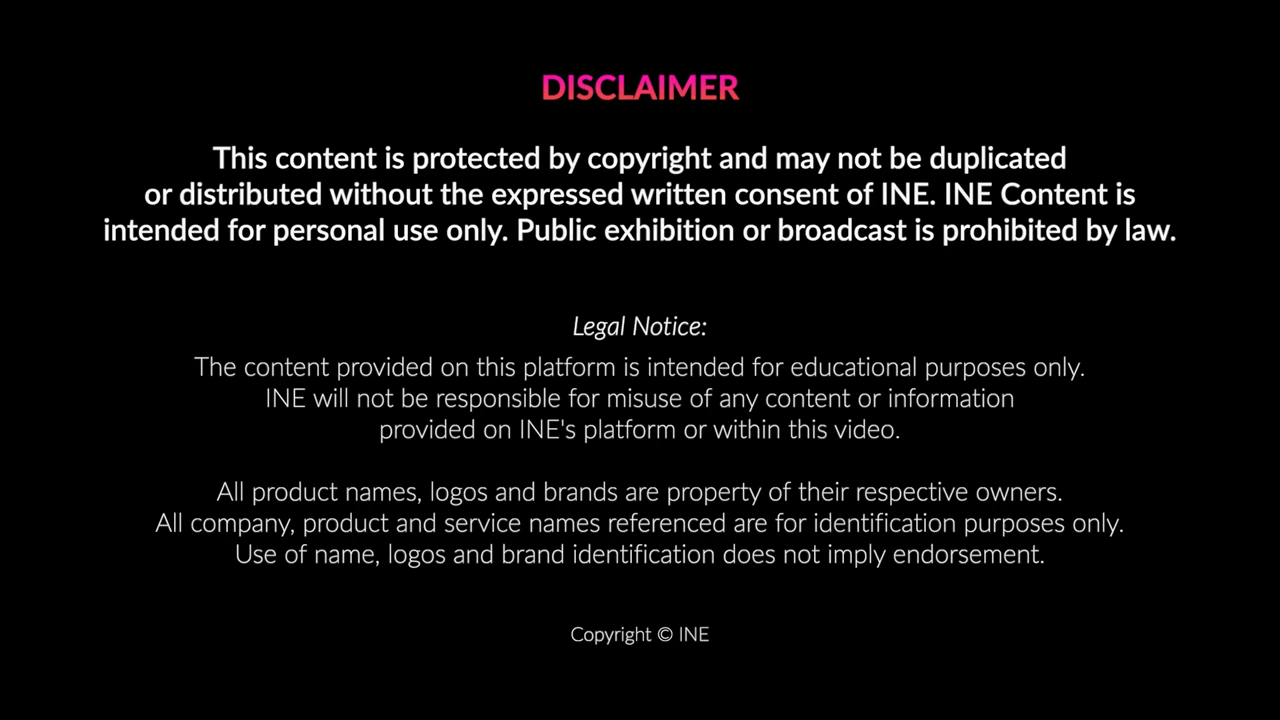 DISCLAIMER
This content is protected by copyright and may not be duplicated
or distributed without the expressed written consent of INE. INE Content is
intended for personal use only. Public exhibition or broadcast is prohibited by law.
Legal Notice:
The content provided on this platform is intended for educational purposes only.
INE will not be responsible for misuse of any content or information
provided on INE's platform or within this video.
All product names, logos and brands are property of their respective owners.
All company, product and service names referenced are for identification purposes only.
Use of name, logos and brand identification does not imply endorsement.
Copyright © INE